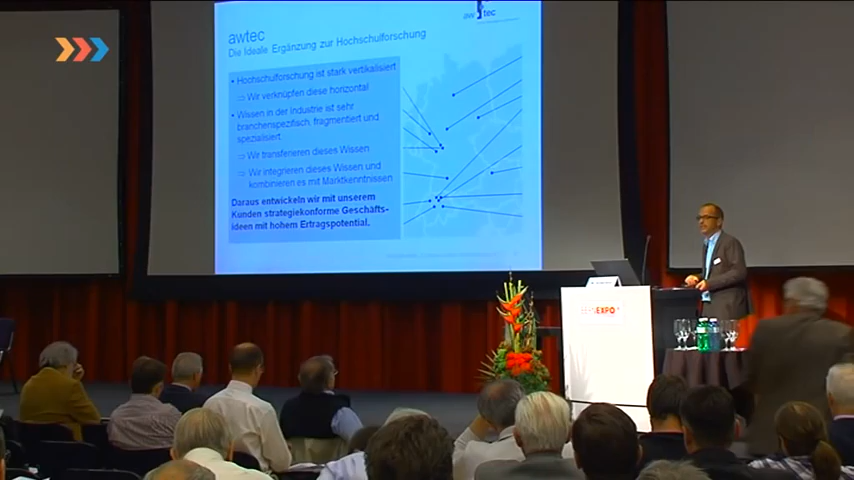 awtec
Die Ideale Ergänzung zur Hochschulforschung
aw tec
• Hochschulforschung ist stark vertikalisiert
⇒ Wir verknüpfen diese horizontal
• Wissen in der Industrie ist sehr
branchenspezifisch, fragmentiert und
spezialisiert
⇒ Wir transferieren dieses Wissen
⇒ Wir integrieren dieses Wissen und
kombinieren es mit Marktkenntnissen
Daraus entwickeln wir mit unserem
Kunden strategiekonforme Geschäfts-
ideen mit hohem Ertragspotential.
EXPO